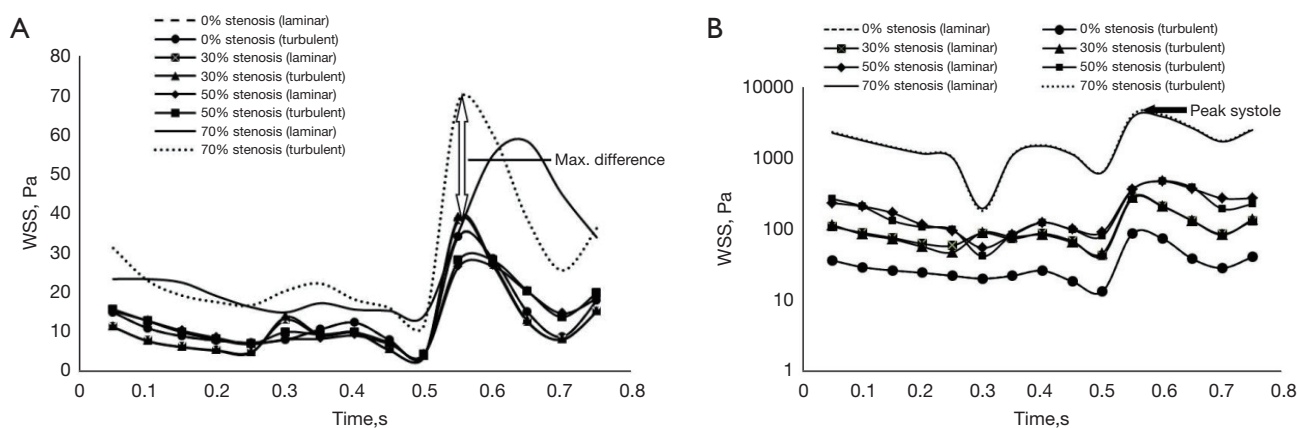 A
0% stenosis (laminar)
0% stenosis (turbulent)
30% stenosis (laminar)
30% stenosis (turbulent)
50% stenosis (laminar)
50% stenosis (turbulent)
70% stenosis (laminar)
70% stenosis (turbulent)
WSS, Pa
80
70
60
50
40
30
20
10
0
Max. difference
0 0.1 0.2 0.3 0.4 0.5 0.6 0.7 0.8
Time,s
B
0% stenosis (laminar) 0% stenosis (turbulent)
30% stenosis (laminar) 30% stenosis (turbulent)
50% stenosis (laminar) 50% stenosis (turbulent)
70% stenosis (laminar) 70% stenosis (turbulent)
WSS, Pa
10000
1000
100
10
1
Peak systole
0 0.1 0.2 0.3 0.4 0.5 0.6 0.7 0.8
Time,s